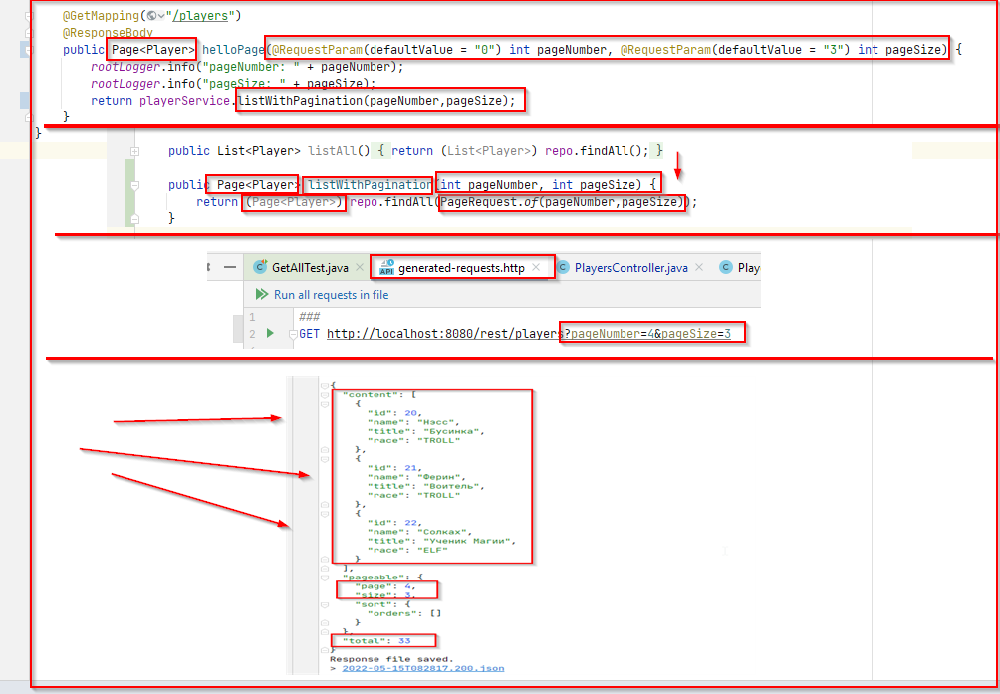 @GetMapping("/players")
@ResponseBody
public Page<Player> helloPage(@RequestParam(defaultValue = "0") int pageNumber, @RequestParam(defaultValue = "3") int pageSize) {
rootLogger.info("pageNumber: " + pageNumber);
rootLogger.info("pageSize: " + pageSize);
return playerService.listWithPagination(pageNumber,pageSize);
}
}
public List<Player> listAll() { return (List<Player>) repo.findAll(); }
public Page<Player> listWithPagination(int pageNumber, int pageSize) {
return (Page<Player>) repo.findAll(PageRequest.of(pageNumber,pageSize));
}
GetAllTest.java generated-requests.http PlayersController.java Play
Run all requests in file
1 ###
2 GET http://localhost:8080/rest/players?pageNumber=4&pageSize=3
{
"content": [
{
"id": 20,
"name": "Нэсс",
"title": "Бусинка",
"race": "TROLL"
},
{
"id": 21,
"name": "Ферин",
"title": "Воитель",
"race": "TROLL"
},
{
"id": 22,
"name": "Солках",
"title": "Ученик Магии",
"race": "ELF"
}
],
"pageable": {
"page": 4,
"size": 3,
"sort": {
"orders": []
}
},
"total": 33
}
Response file saved.
> 2022-05-15T082817.200.json